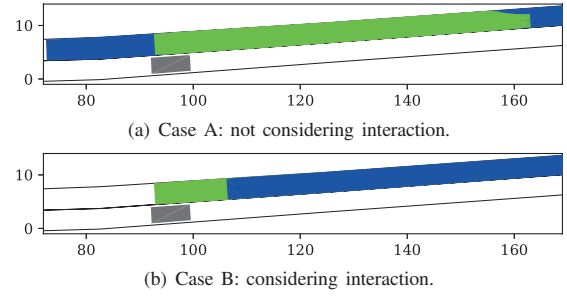 10
0
80 100 120 140 160
(a) Case A: not considering interaction.
10
0
80 100 120 140 160
(b) Case B: considering interaction.